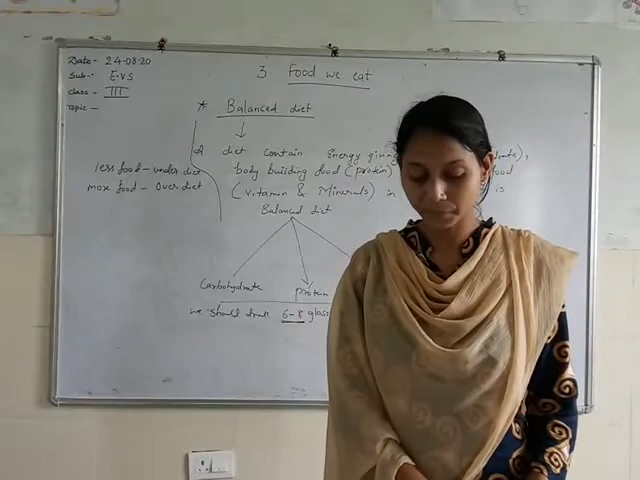 Date:- 24-08-20
Sub-: E.V.S
Class - III
Topic -
3 Food we eat
* Balanced diet
A diet contain Energy
body building food (protein) food
(vitamin & Minerals) in is
Balanced diet
less food - under diet
more food - over diet
Carbohydrate protein
we should drink 6-8 glass